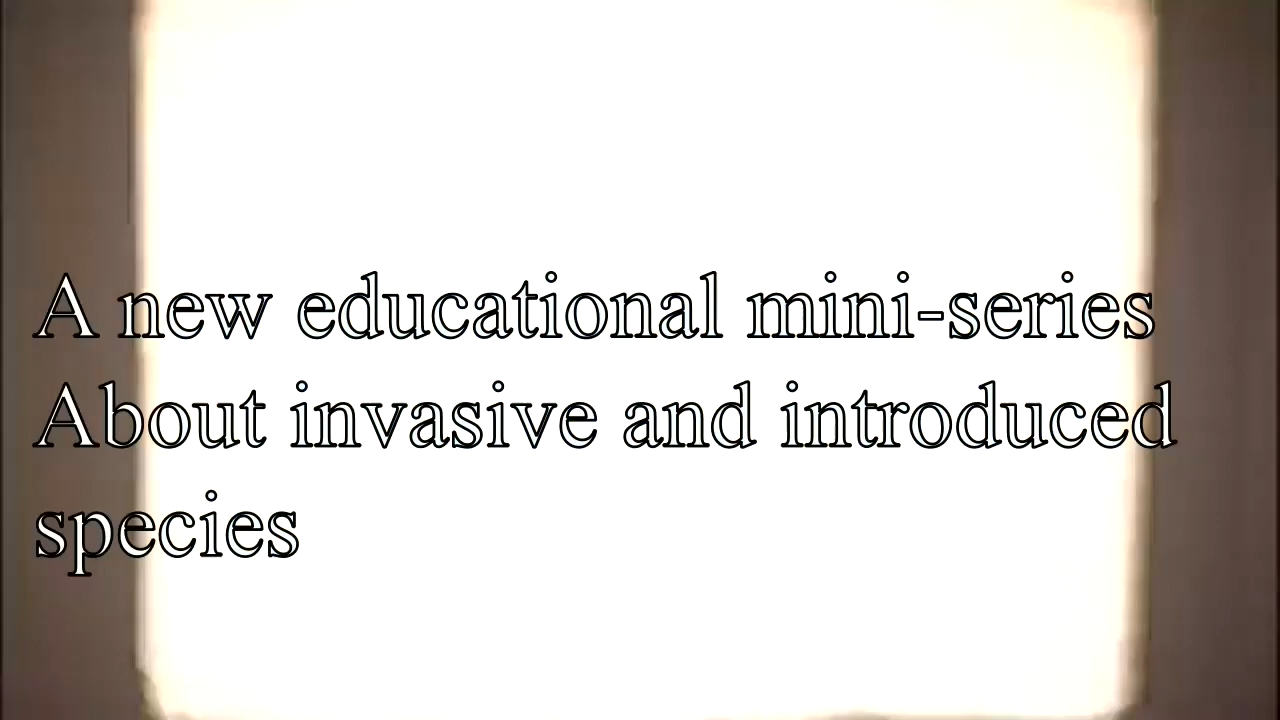 A new educational mini-series
About invasive and introduced
species